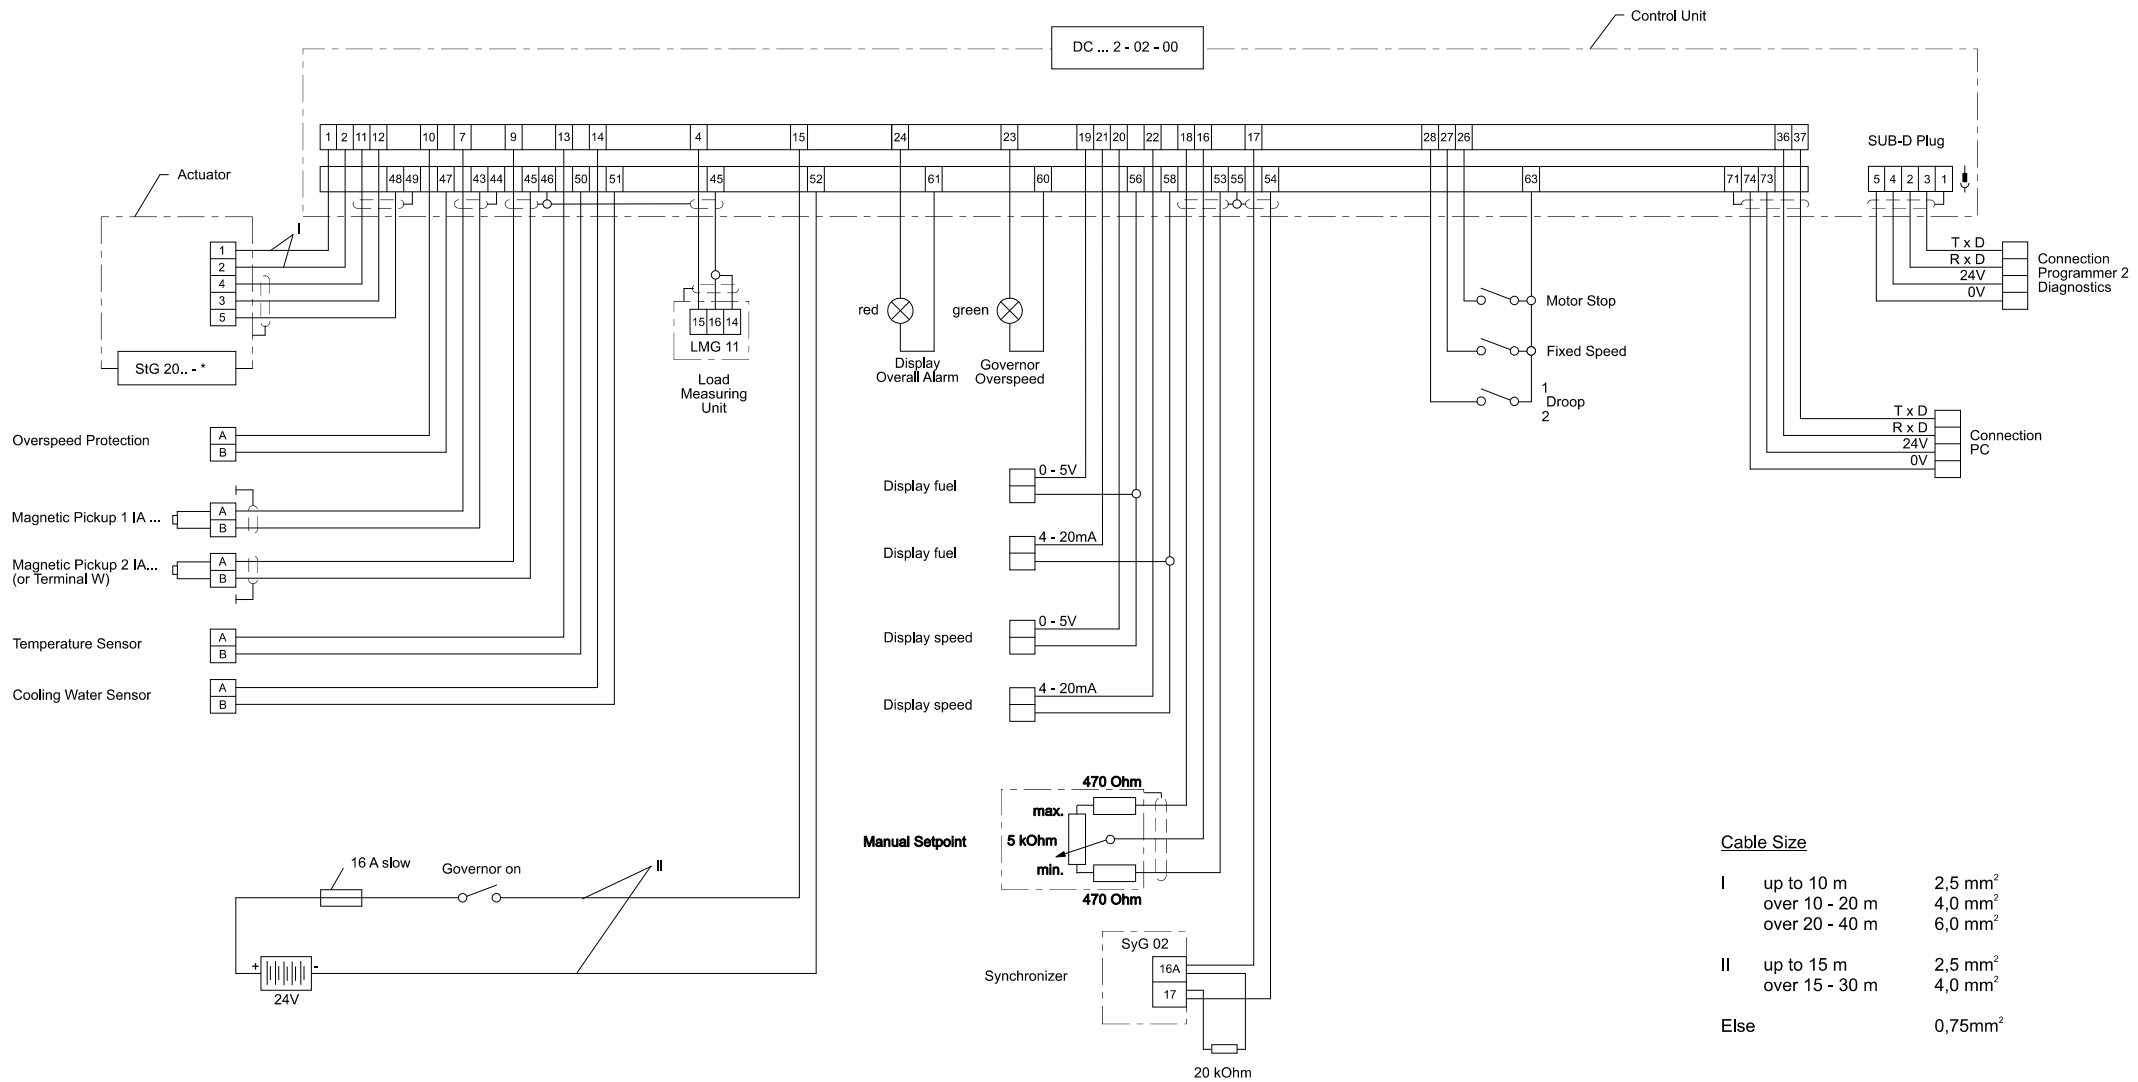 Control Unit
DC ... 2 - 02 - 00
1 2 11 12 10 7 9 13 14 4 15 24 23 19 21 20 22 18 16 17 28 27 26 36 37
SUB-D Plug
48 49 47 43 44 45 46 50 51 45 52 61 60 56 58 53 55 54 63 71 74 73
5 4 2 3 1
Actuator
I
1
2
4
3
5
StG 20.. - *
T x D
R x D
24V
0V
Connection
Programmer 2
Diagnostics
15 16 14
LMG 11
Load
Measuring
Unit
red
Display
Overall Alarm
green
Governor
Overspeed
Motor Stop
Fixed Speed
1
Droop
2
T x D
R x D
24V
0V
Connection
PC
Overspeed Protection
A
B
Magnetic Pickup 1 IA ...
A
B
Magnetic Pickup 2 IA...
(or Terminal W)
A
B
Temperature Sensor
A
B
Cooling Water Sensor
A
B
Display fuel
0 - 5V
Display fuel
4 - 20mA
Display speed
0 - 5V
Display speed
4 - 20mA
470 Ohm
max.
Manual Setpoint
5 kOhm
min.
470 Ohm
16 A slow
Governor on
II
+
-
24V
SyG 02
Synchronizer
16A
17
20 kOhm
Cable Size
I up to 10 m 2,5 mm²
over 10 - 20 m 4,0 mm²
over 20 - 40 m 6,0 mm²
II up to 15 m 2,5 mm²
over 15 - 30 m 4,0 mm²
Else 0,75mm²